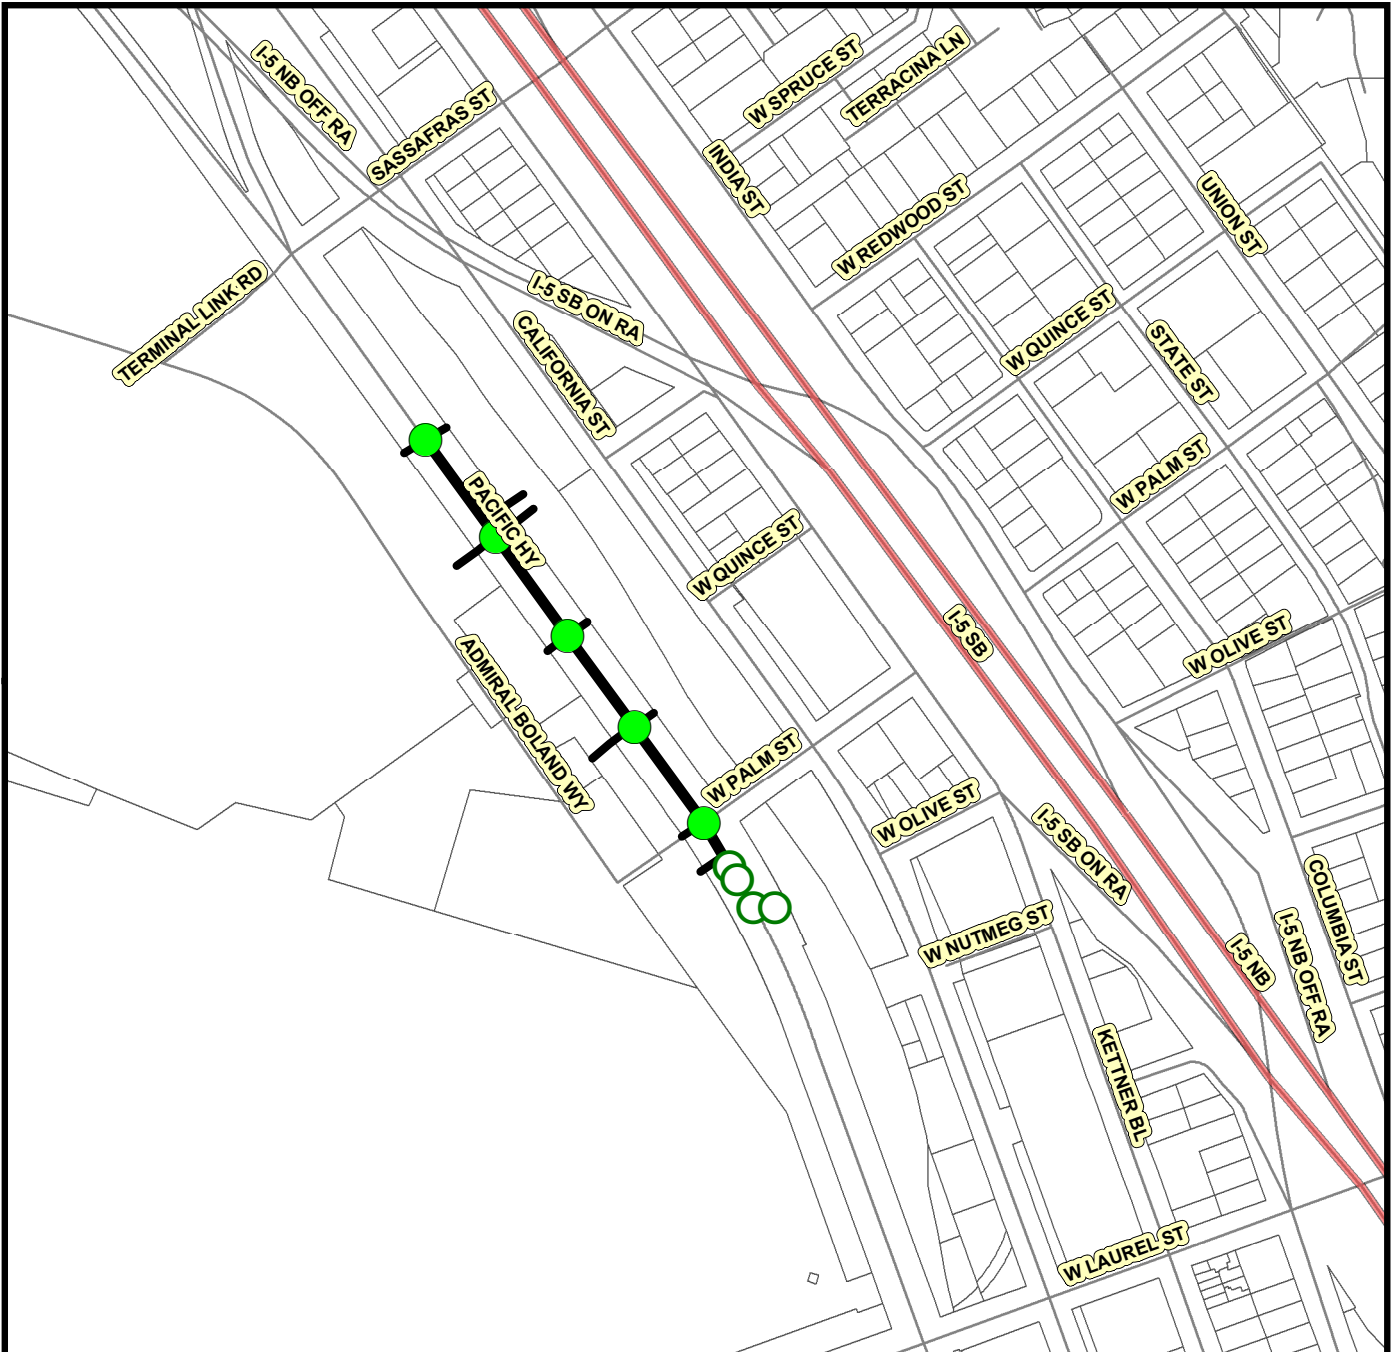 I-5 NB OFF RA
SASSAFRAS ST
W SPRUCE ST
TERRACINA LN
INDIA ST
W REDWOOD ST
UNION ST
TERMINAL LINK RD
I-5 SB ON RA
CALIFORNIA ST
W QUINCE ST
STATE ST
W PALM ST
PACIFIC HY
W QUINCE ST
I-5 SB
W OLIVE ST
ADMIRAL BOLAND WY
W PALM ST
W OLIVE ST
I-5 SB ON RA
W NUTMEG ST
COLUMBIA ST
I-5 NB
I-5 NB OFF RA
KETTNER BL
W LAUREL ST